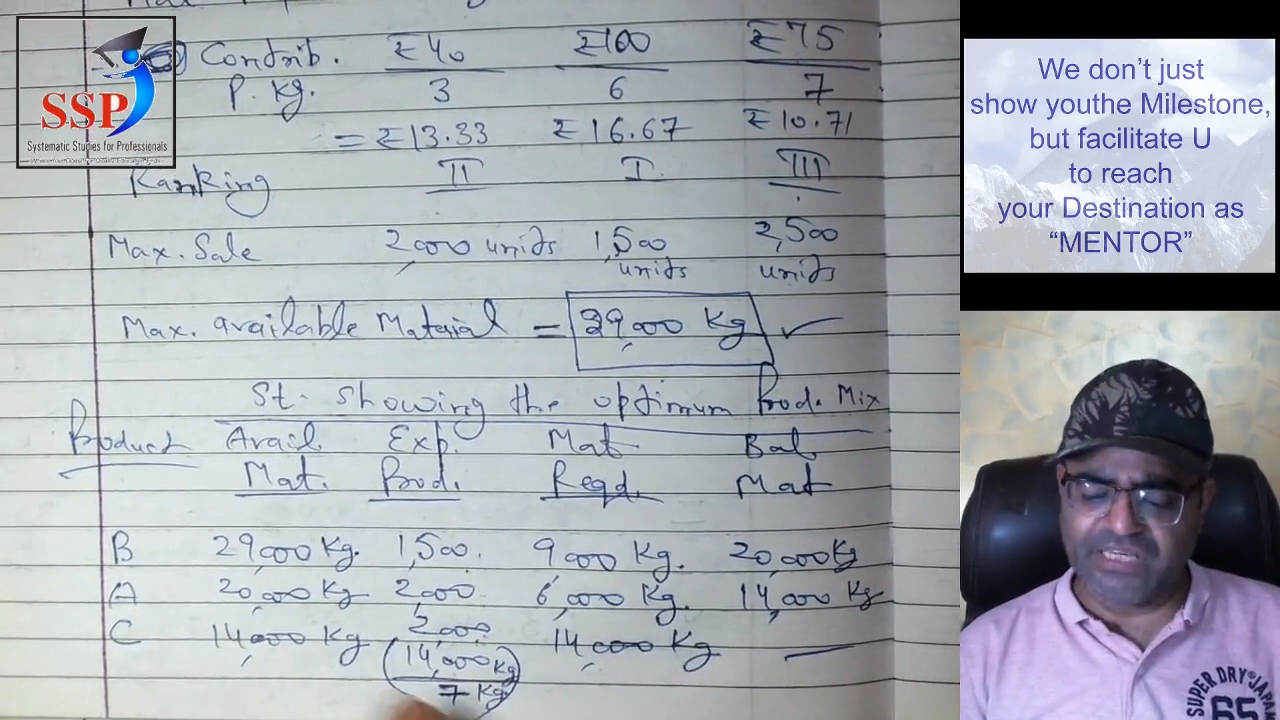 Contrib. ₹40 ₹100 ₹75
P. Kg. 3 6 7
= ₹13.33 ₹16.67 ₹10.71
Ranking II I III
Max. Sale 2,000 units 1,500 units 2,500 units
Max. available Material = 29,000 Kg
St. showing the optimum Prod. Mix
Product Avail. Mat. Exp. Prod. Mat Reqd. Bal Mat
B 29,000 Kg. 1,500. 9,000 Kg. 20,000 Kg
A 20,000 Kg 2,000 6,000 Kg. 14,000 Kg
C 14,000 Kg 2,000 14,000 Kg —
(14,000 Kg
7 Kg)
SSP
Systematic Studies for Professionals
We don't just
show youthe Milestone,
but facilitate U
to reach
your Destination as
“MENTOR”
SUPER DRY JAPAN
65